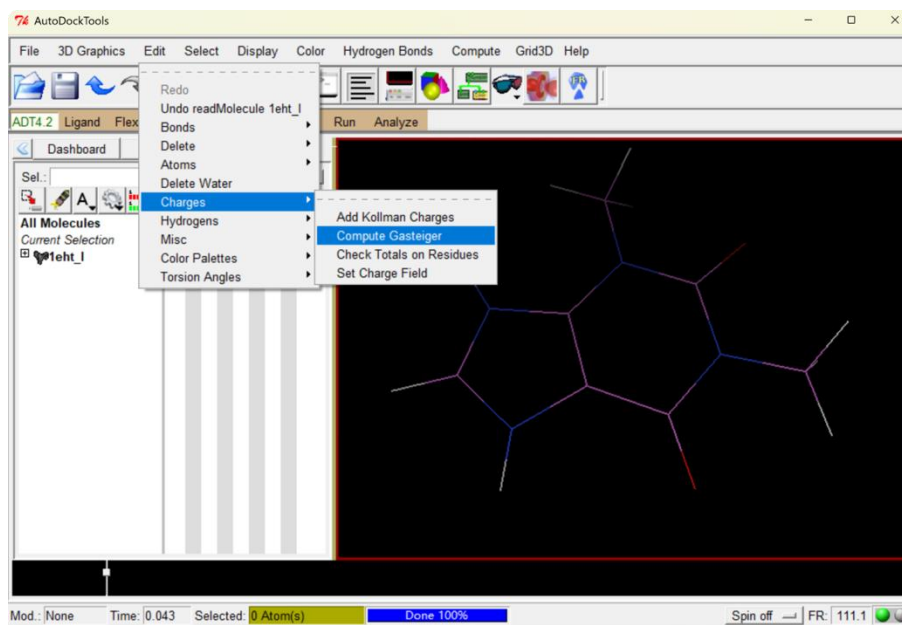 AutoDockTools
File 3D Graphics Edit Select Display Color Hydrogen Bonds Compute Grid3D Help
ADT4.2 Ligand Flex Run Analyze
Dashboard
Sel.:
A
All Molecules
Current Selection
1eht_l
Redo
Undo readMolecule 1eht_l
Bonds
Delete
Atoms
Delete Water
Charges
Hydrogens
Misc
Color Palettes
Torsion Angles
Add Kollman Charges
Compute Gasteiger
Check Totals on Residues
Set Charge Field
Mod.: None Time: 0.043 Selected: 0 Atom(s) Done 100% Spin off FR: 111.1